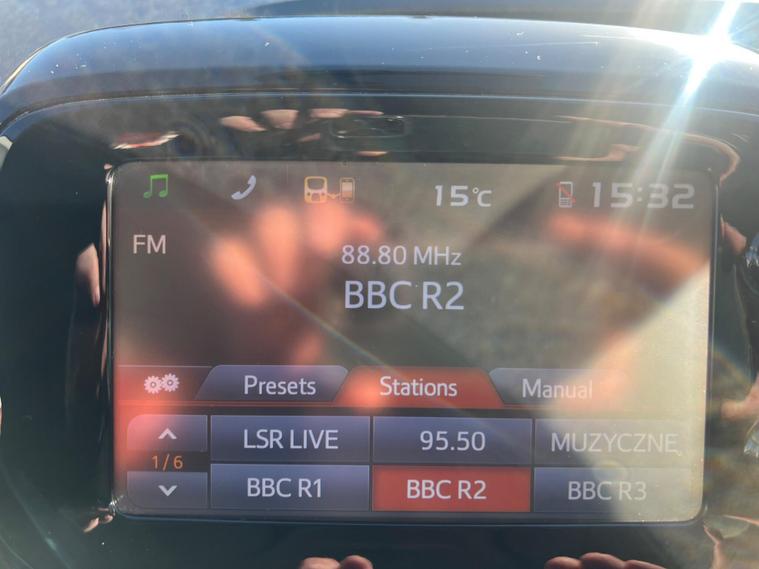 15°C 15:32
FM
88.80 MHz
BBC R2
Presets Stations Manual
LSR LIVE 95.50 MUZYCZNE
1/6
BBC R1 BBC R2 BBC R3